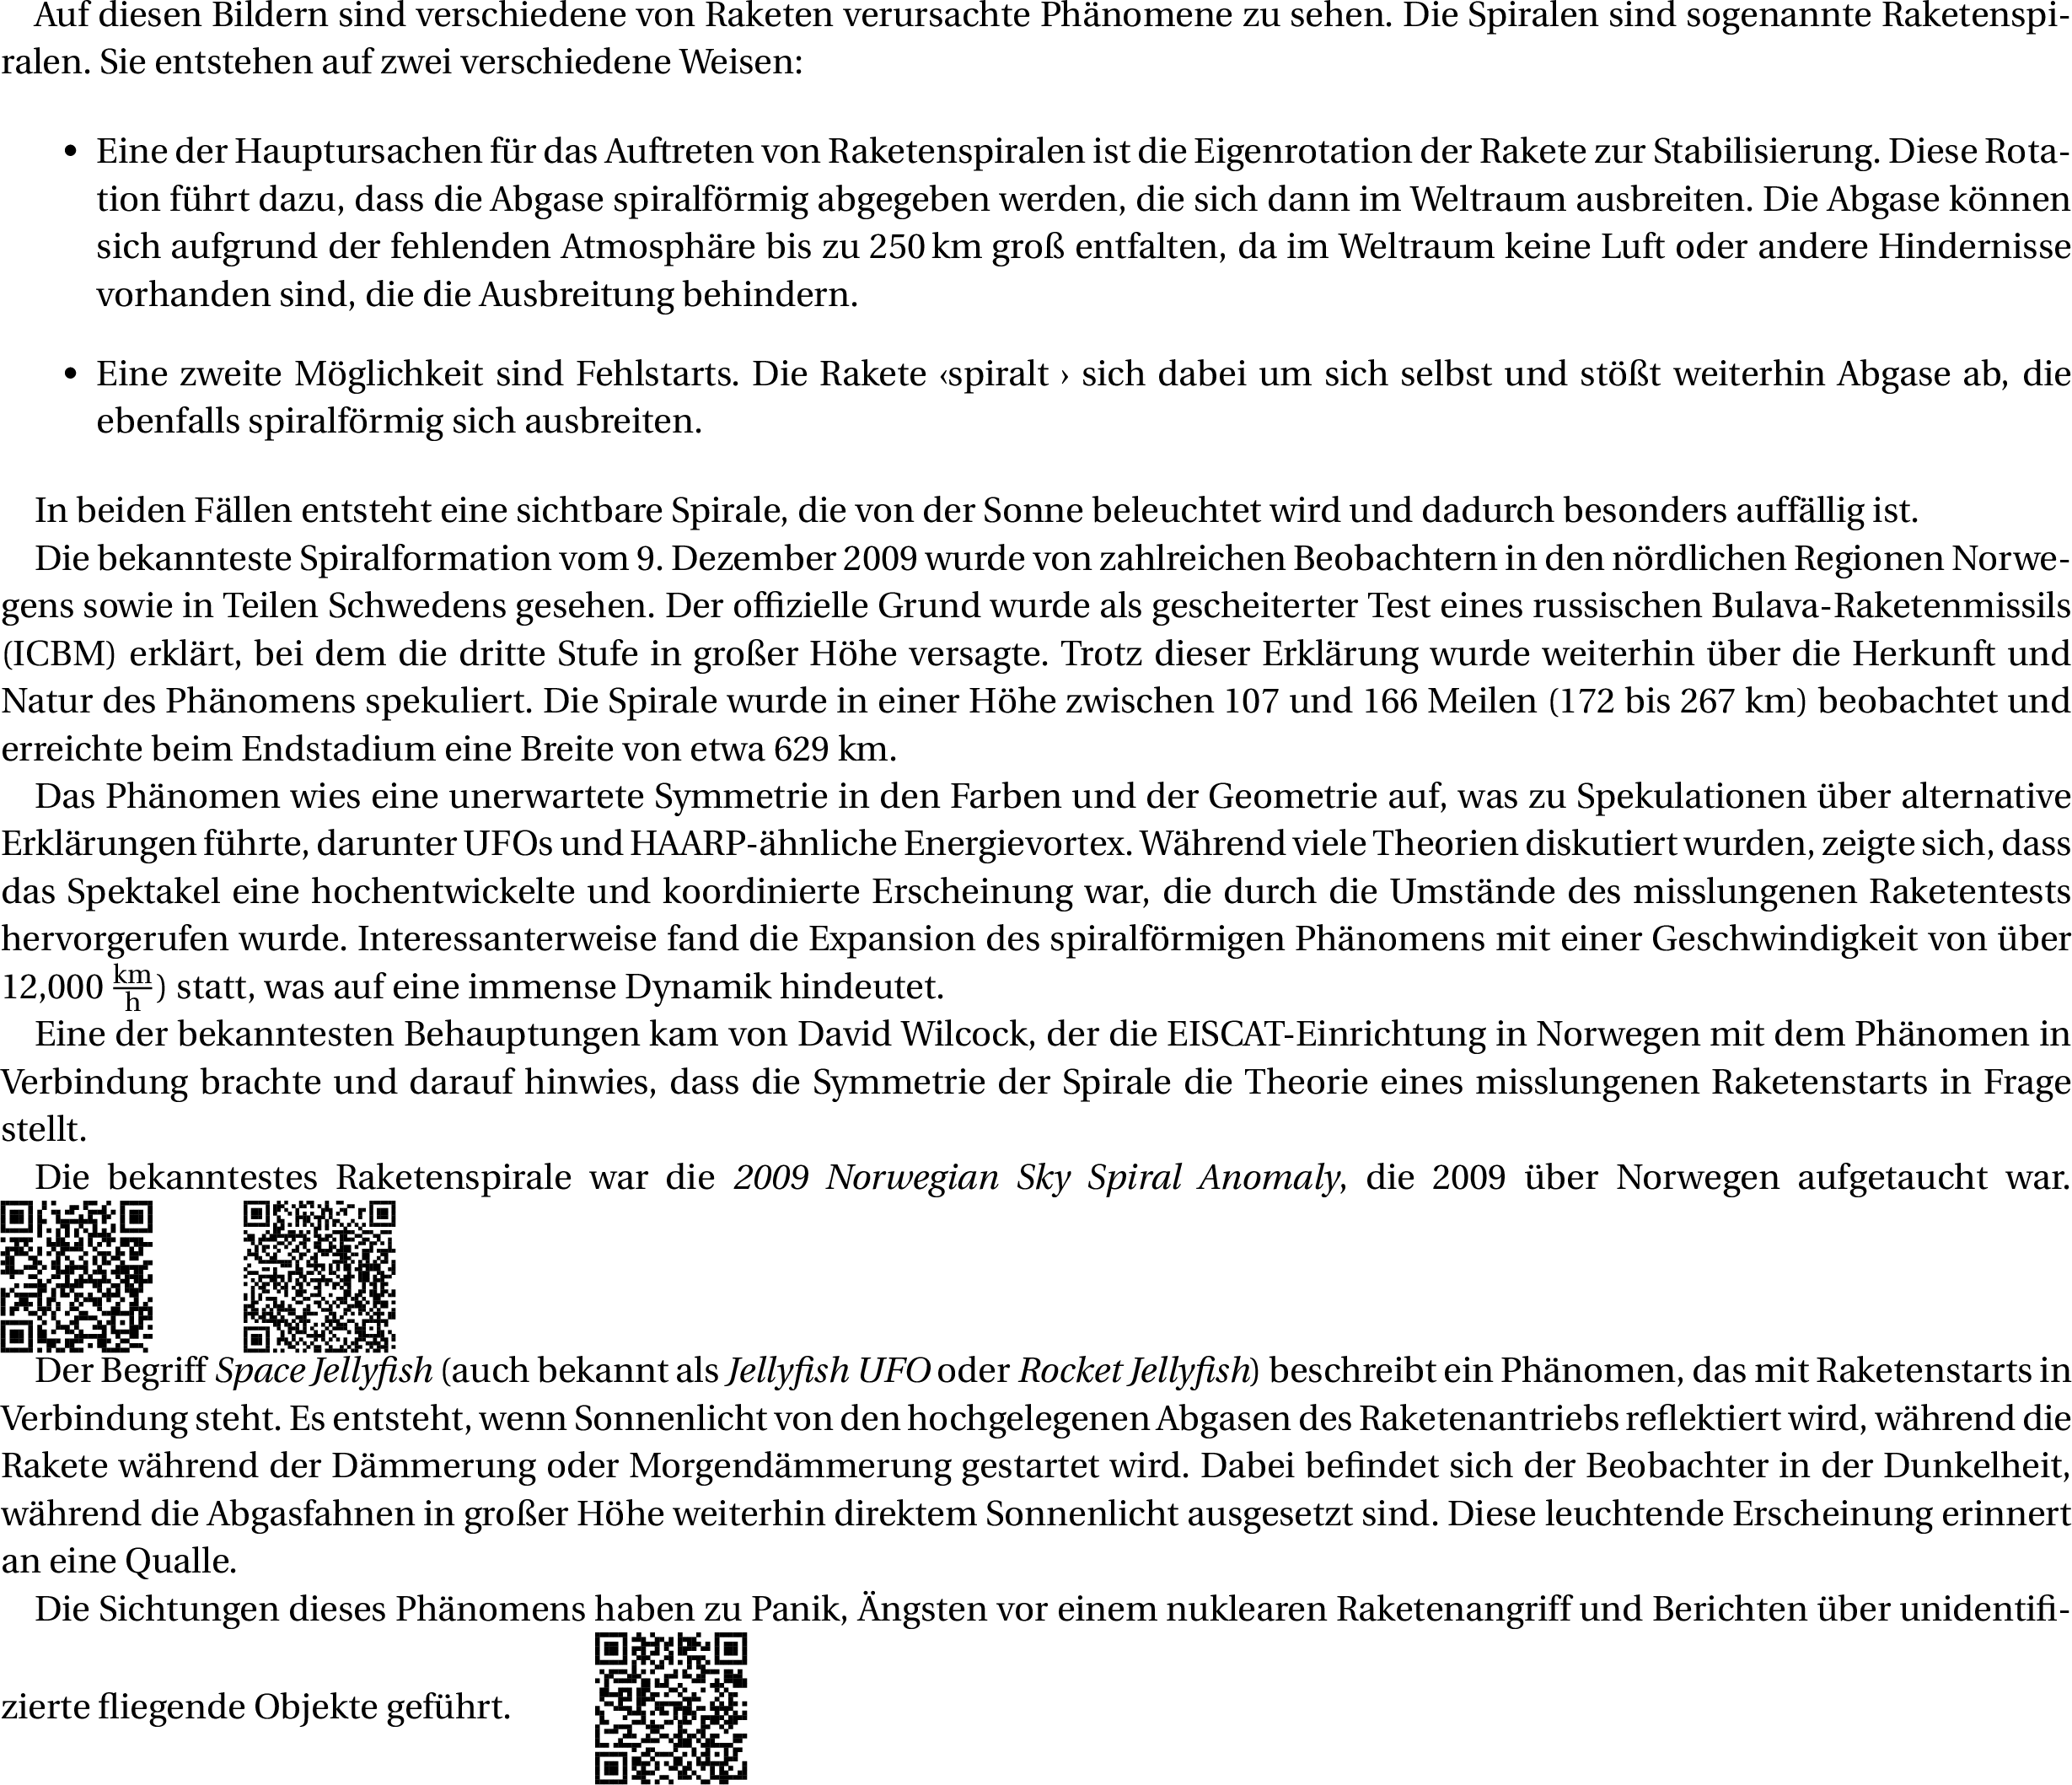 Auf diesen Bildern sind verschiedene von Raketen verursachte Phänomene zu sehen. Die Spiralen sind sogenannte Raketenspi-
ralen. Sie entstehen auf zwei verschiedene Weisen:
• Eine der Hauptursachen für das Auftreten von Raketenspiralen ist die Eigenrotation der Rakete zur Stabilisierung. Diese Rota-
tion führt dazu, dass die Abgase spiralförmig abgegeben werden, die sich dann im Weltraum ausbreiten. Die Abgase können
sich aufgrund der fehlenden Atmosphäre bis zu 250 km groß entfalten, da im Weltraum keine Luft oder andere Hindernisse
vorhanden sind, die die Ausbreitung behindern.
• Eine zweite Möglichkeit sind Fehlstarts. Die Rakete ‹spiralt › sich dabei um sich selbst und stößt weiterhin Abgase ab, die
ebenfalls spiralförmig sich ausbreiten.
In beiden Fällen entsteht eine sichtbare Spirale, die von der Sonne beleuchtet wird und dadurch besonders auffällig ist.
Die bekannteste Spiralformation vom 9. Dezember 2009 wurde von zahlreichen Beobachtern in den nördlichen Regionen Norwe-
gens sowie in Teilen Schwedens gesehen. Der offizielle Grund wurde als gescheiterter Test eines russischen Bulava-Raketenmissils
(ICBM) erklärt, bei dem die dritte Stufe in großer Höhe versagte. Trotz dieser Erklärung wurde weiterhin über die Herkunft und
Natur des Phänomens spekuliert. Die Spirale wurde in einer Höhe zwischen 107 und 166 Meilen (172 bis 267 km) beobachtet und
erreichte beim Endstadium eine Breite von etwa 629 km.
Das Phänomen wies eine unerwartete Symmetrie in den Farben und der Geometrie auf, was zu Spekulationen über alternative
Erklärungen führte, darunter UFOs und HAARP-ähnliche Energievortex. Während viele Theorien diskutiert wurden, zeigte sich, dass
das Spektakel eine hochentwickelte und koordinierte Erscheinung war, die durch die Umstände des misslungenen Raketentests
hervorgerufen wurde. Interessanterweise fand die Expansion des spiralförmigen Phänomens mit einer Geschwindigkeit von über
12,000 km/h) statt, was auf eine immense Dynamik hindeutet.
Eine der bekanntesten Behauptungen kam von David Wilcock, der die EISCAT-Einrichtung in Norwegen mit dem Phänomen in
Verbindung brachte und darauf hinwies, dass die Symmetrie der Spirale die Theorie eines misslungenen Raketenstarts in Frage
stellt.
Die bekanntestes Raketenspirale war die 2009 Norwegian Sky Spiral Anomaly, die 2009 über Norwegen aufgetaucht war.
Der Begriff Space Jellyfish (auch bekannt als Jellyfish UFO oder Rocket Jellyfish) beschreibt ein Phänomen, das mit Raketenstarts in
Verbindung steht. Es entsteht, wenn Sonnenlicht von den hochgelegenen Abgasen des Raketenantriebs reflektiert wird, während die
Rakete während der Dämmerung oder Morgendämmerung gestartet wird. Dabei befindet sich der Beobachter in der Dunkelheit,
während die Abgasfahnen in großer Höhe weiterhin direktem Sonnenlicht ausgesetzt sind. Diese leuchtende Erscheinung erinnert
an eine Qualle.
Die Sichtungen dieses Phänomens haben zu Panik, Ängsten vor einem nuklearen Raketenangriff und Berichten über unidentifi-
zierte fliegende Objekte geführt.